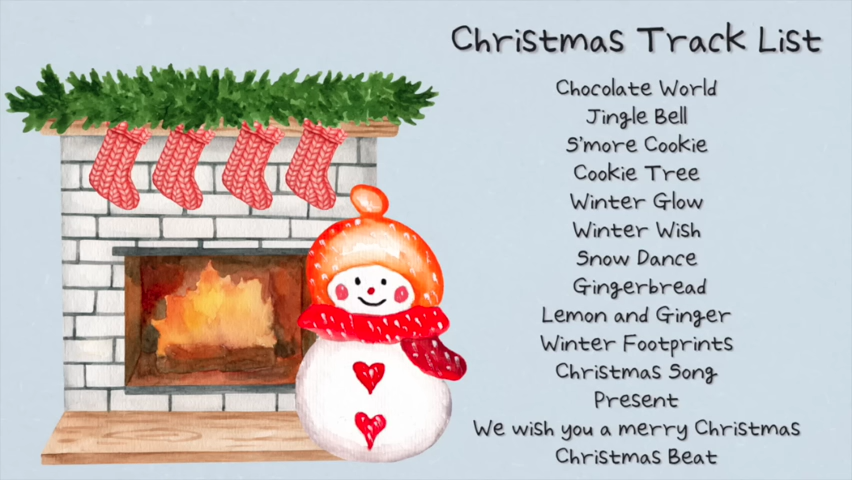 Christmas Track List
Chocolate World
Jingle Bell
S'more Cookie
Cookie Tree
Winter Glow
Winter Wish
Snow Dance
Gingerbread
Lemon and Ginger
Winter Footprints
Christmas Song
Present
We wish you a merry Christmas
Christmas Beat